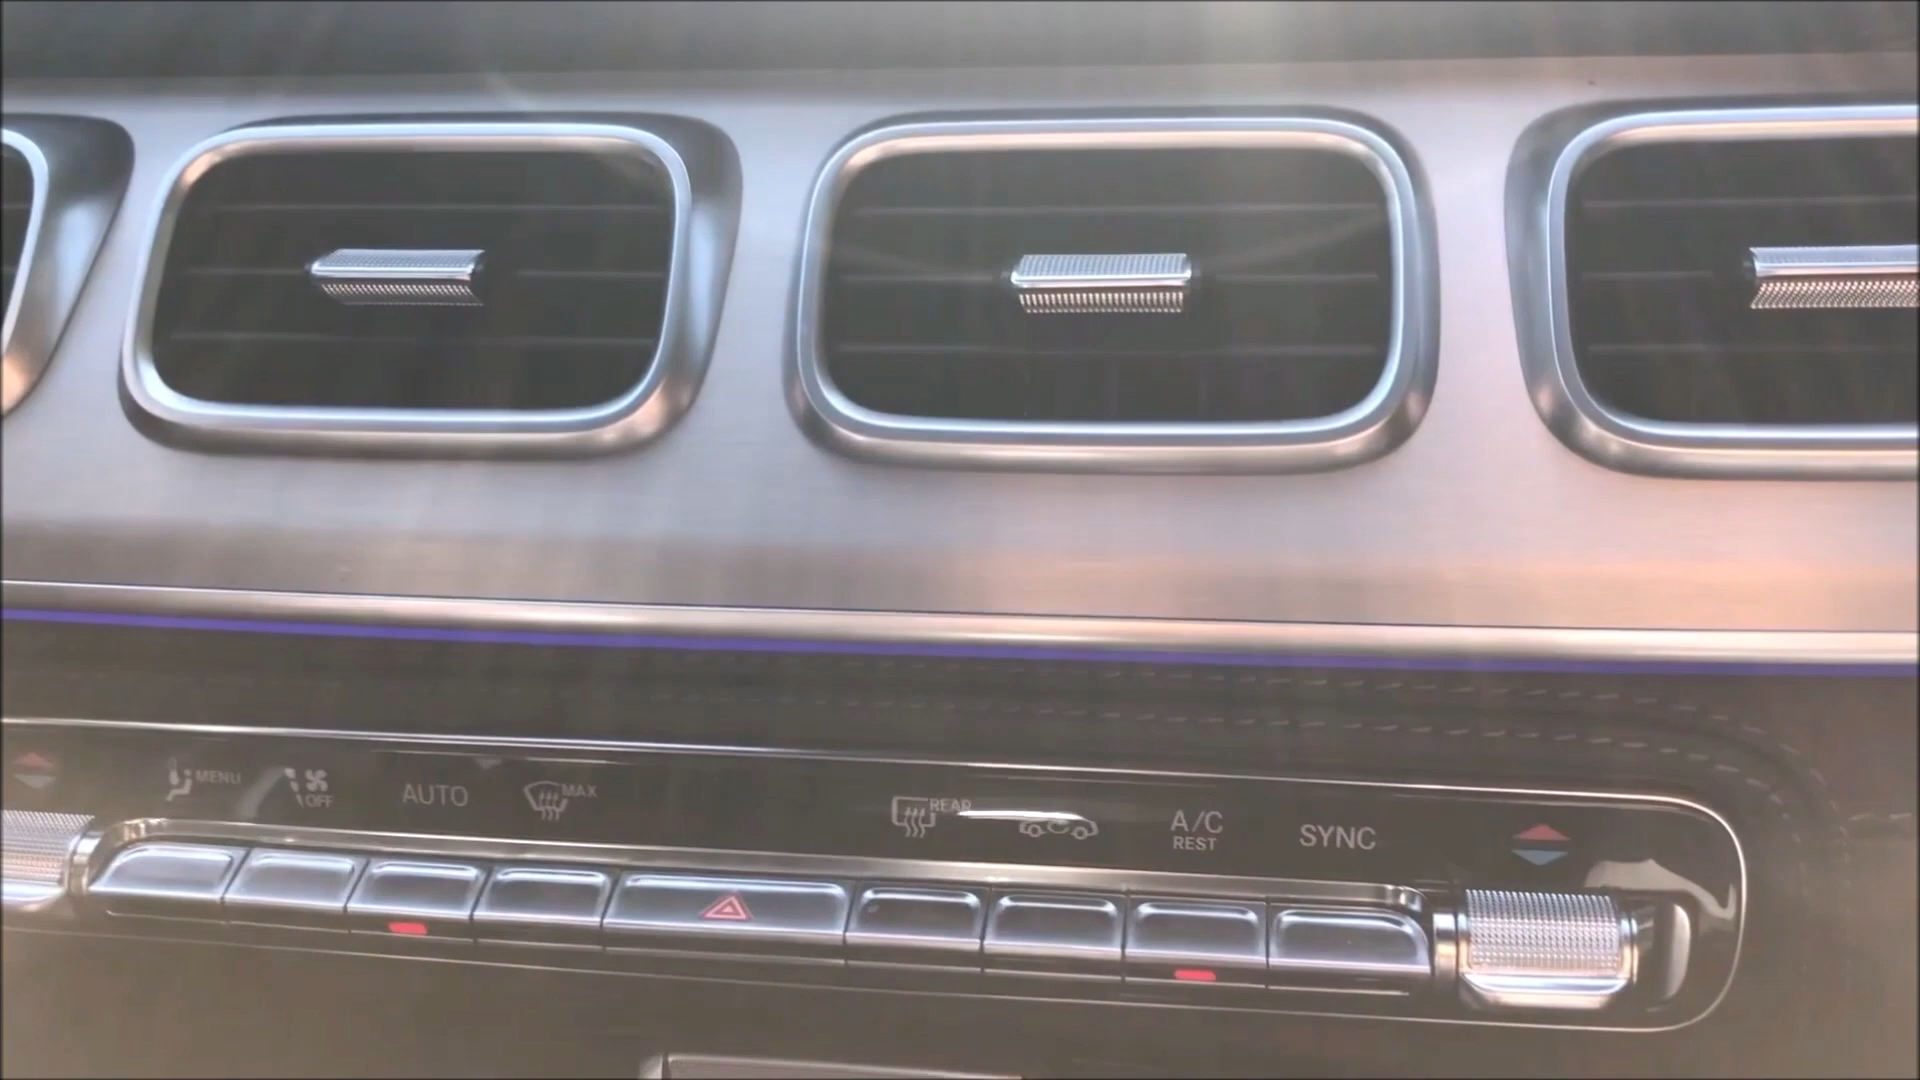 MENU
OFF
AUTO
MAX
REAR
A/C
REST
SYNC